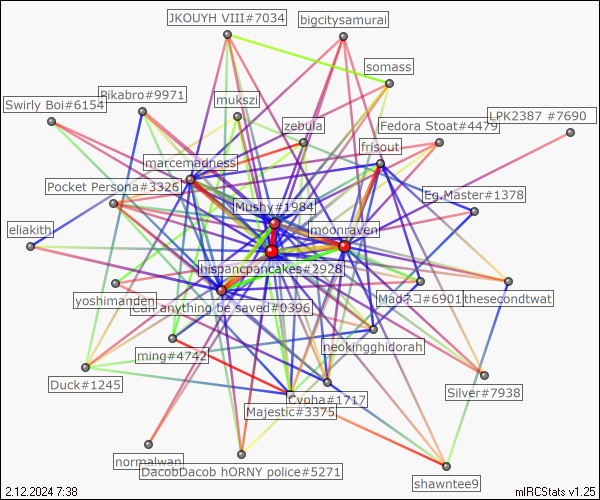 JKOUYH VIII#7034
bigcitysamurai
somass
Rikabro#9971
mukszi
Swirly Boi#6154
LPK2387 #7690
zebula
Fedora Stoat#4479
frisout
marcemadness
Pocket Persona#3326
Eg.Master#1378
Mushy#1984
moonraven
eliakith
hispancpancakes#2928
yoshimander
Can anything be saved#0396
Madネコ#6901
thesecondtwat
neokingghidorah
ming#4742
Duck#1245
Silver#7938
Cypha#1717
Majestic#3375
normalwan
DacobDacob hORNY police#5271
shawntee9
2.12.2024 7:38
mIRCStats v1.25